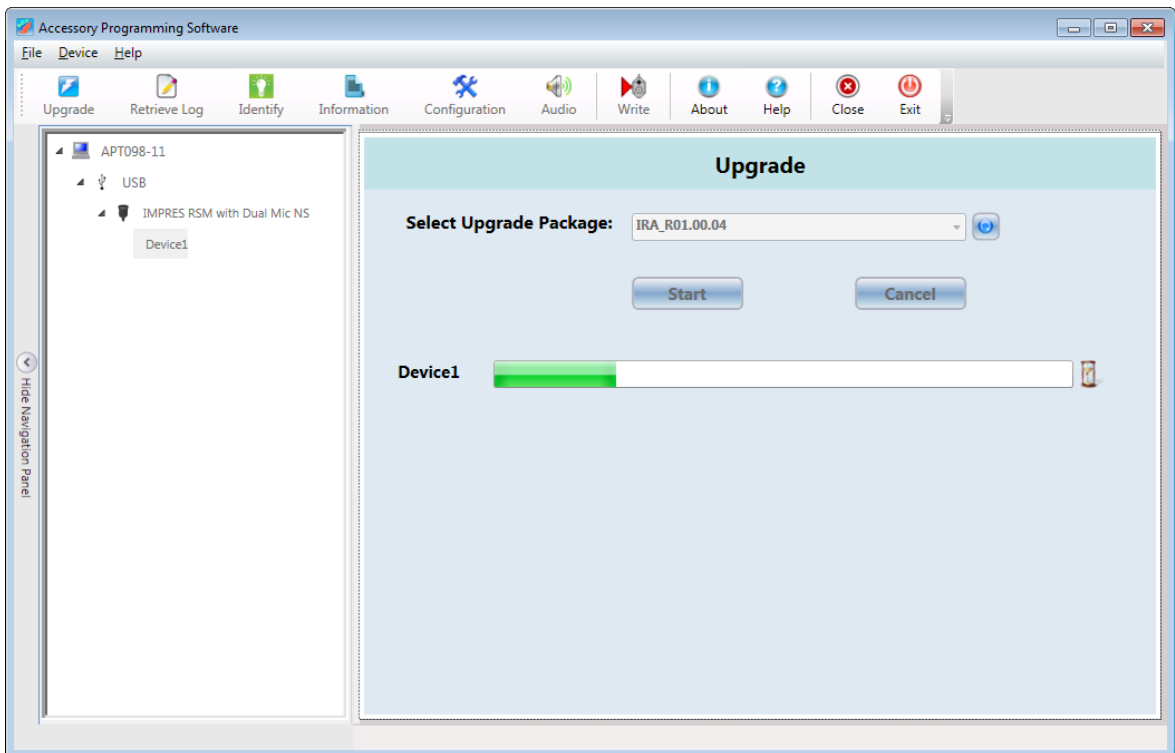 Accessory Programming Software
File Device Help
Upgrade Retrieve Log Identify Information Configuration Audio Write About Help Close Exit
APT098-11
USB
IMPRES RSM with Dual Mic NS
Device1
Hide Navigation Panel
Upgrade
Select Upgrade Package: IRA_R01.00.04
Start Cancel
Device1